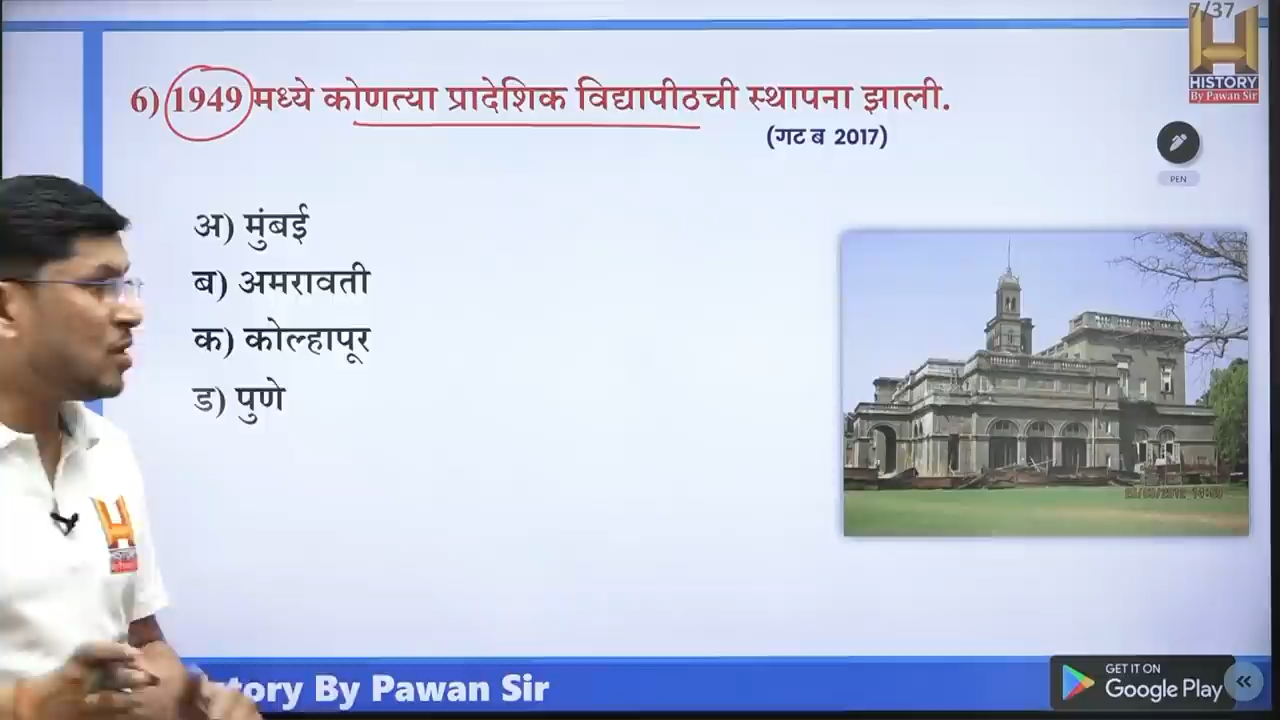 7/37
HISTORY
By Pawan Sir
6) 1949 मध्ये कोणत्या प्रादेशिक विद्यापीठची स्थापना झाली.
(गट ब 2017)
PEN
अ) मुंबई
ब) अमरावती
क) कोल्हापूर
ड) पुणे
History By Pawan Sir
GET IT ON
Google Play